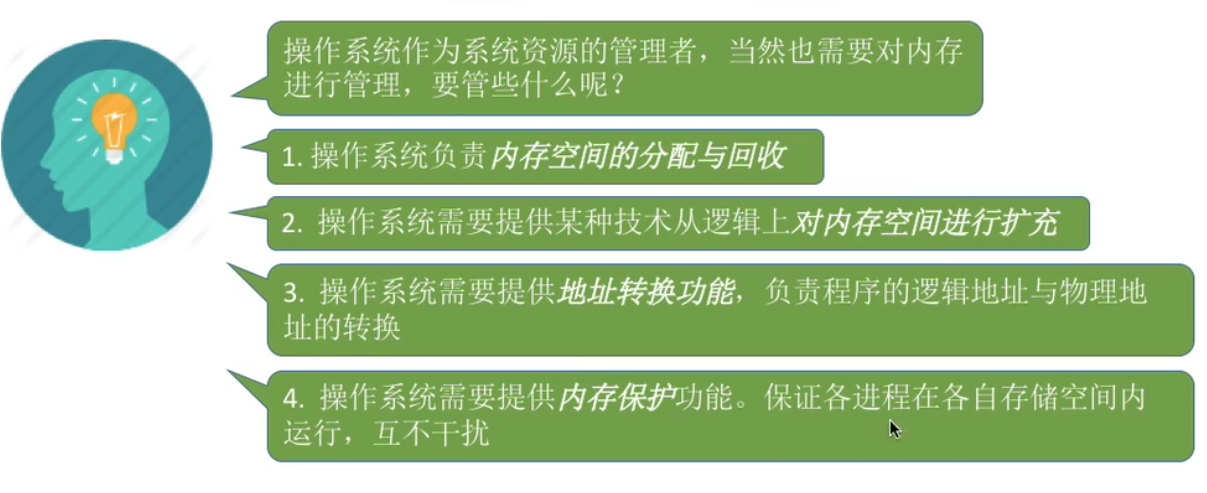 操作系统作为系统资源的管理者，当然也需要对内存
进行管理，要管些什么呢？
1. 操作系统负责内存空间的分配与回收
2. 操作系统需要提供某种技术从逻辑上对内存空间进行扩充
3. 操作系统需要提供地址转换功能，负责程序的逻辑地址与物理地
址的转换
4. 操作系统需要提供内存保护功能。保证各进程在各自存储空间内
运行，互不干扰